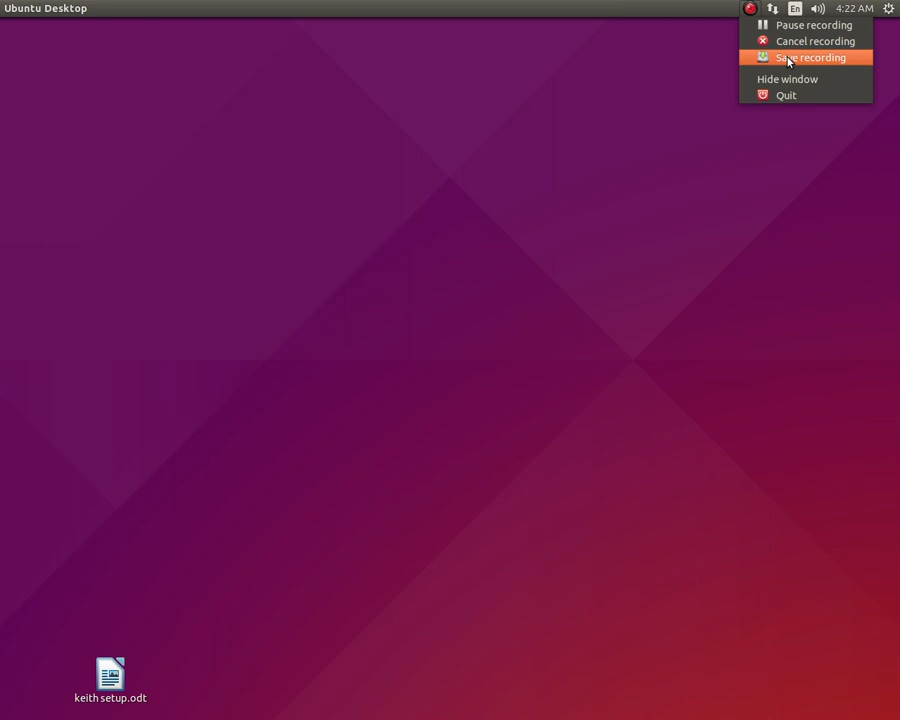 Ubuntu Desktop
En
4:22 AM
Pause recording
Cancel recording
Save recording
Hide window
Quit
keith setup.odt